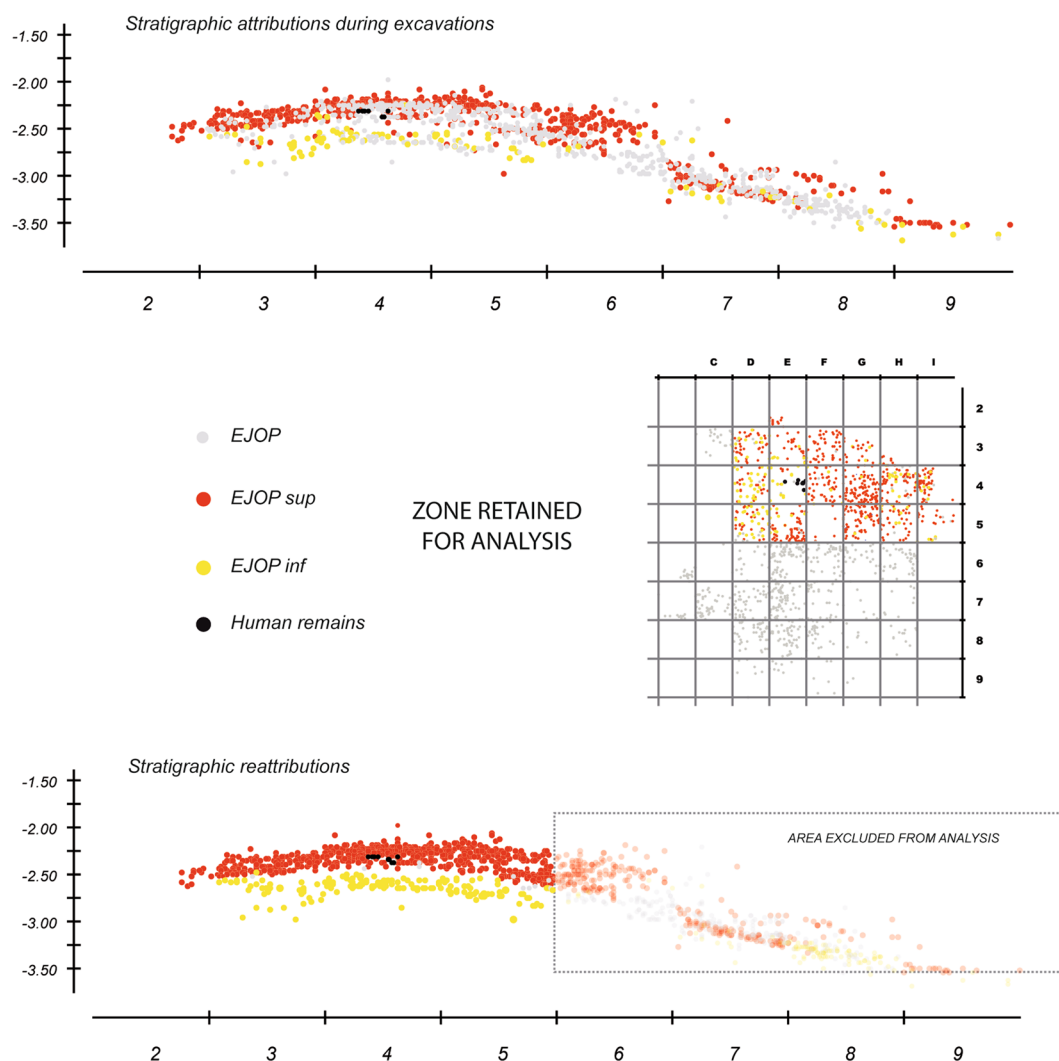 Stratigraphic attributions during excavations
-1.50
-2.00
-2.50
-3.00
-3.50
2 3 4 5 6 7 8 9
C D E F G H I
2
3
4
5
6
7
8
9
EJOP
EJOP sup
EJOP inf
Human remains
ZONE RETAINED
FOR ANALYSIS
Stratigraphic reattributions
-1.50
-2.00
-2.50
-3.00
-3.50
AREA EXCLUDED FROM ANALYSIS
2 3 4 5 6 7 8 9